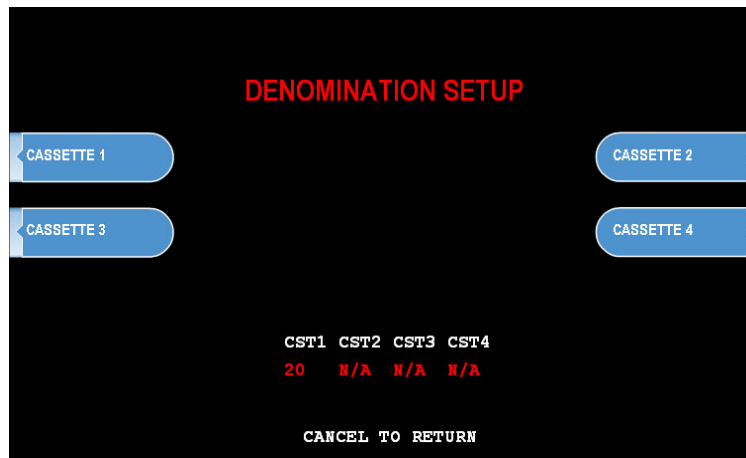 DENOMINATION SETUP
CASSETTE 1
CASSETTE 2
CASSETTE 3
CASSETTE 4
CST1 CST2 CST3 CST4
20 N/A N/A N/A
CANCEL TO RETURN